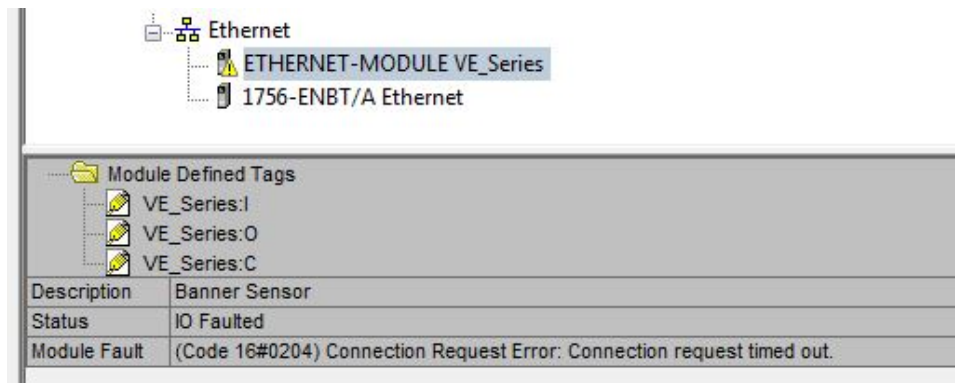 Ethernet
ETHERNET-MODULE VE_Series
1756-ENBT/A Ethernet
Module Defined Tags
VE_Series:I
VE_Series:O
VE_Series:C
Description Banner Sensor
Status IO Faulted
Module Fault (Code 16#0204) Connection Request Error: Connection request timed out.